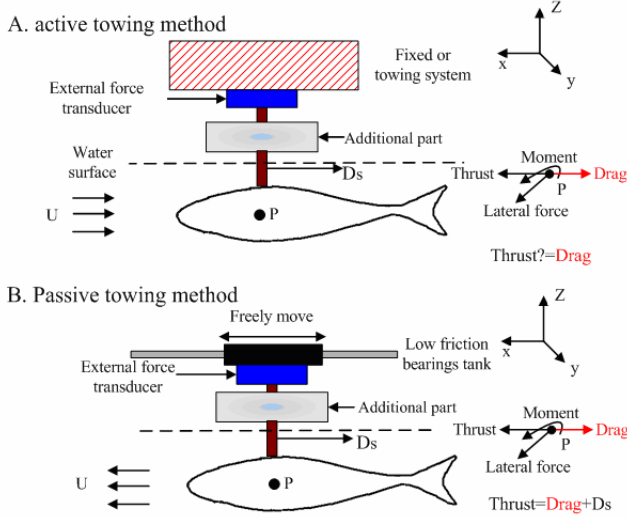 A. active towing method
Z
x
y
Fixed or
towing system
External force
transducer
Additional part
Water
surface
Ds
U
P
Moment
Thrust
Drag
P
Lateral force
Thrust?=Drag
B. Passive towing method
Z
x
y
Freely move
Low friction
bearings tank
External force
transducer
Additional part
Ds
U
P
Moment
Thrust
Drag
P
Lateral force
Thrust=Drag+Ds